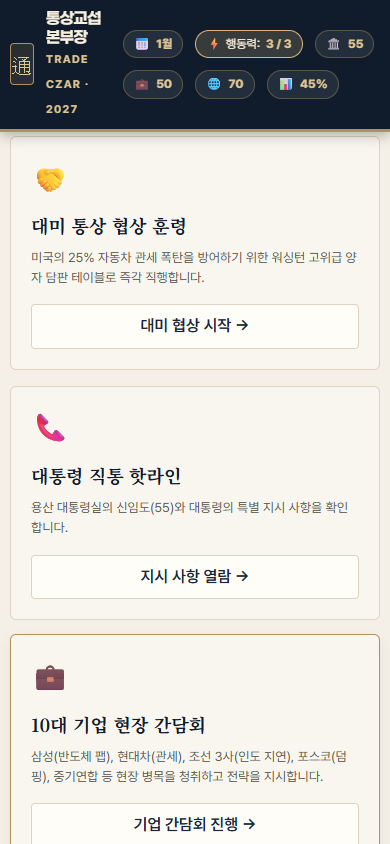 通
통상교섭
본부장
TRADE
CZAR ·
2027
1월
행동력: 3 / 3
55
50
70
45%
대미 통상 협상 훈령
미국의 25% 자동차 관세 폭탄을 방어하기 위한 워싱턴 고위급 양
자 담판 테이블로 즉각 직행합니다.
대미 협상 시작 →
대통령 직통 핫라인
용산 대통령실의 신임도(55)와 대통령의 특별 지시 사항을 확인
합니다.
지시 사항 열람 →
10대 기업 현장 간담회
삼성(반도체 팹), 현대차(관세), 조선 3사(인도 지연), 포스코(덤
핑), 중기연합 등 현장 병목을 청취하고 전략을 지시합니다.
기업 간담회 진행 →